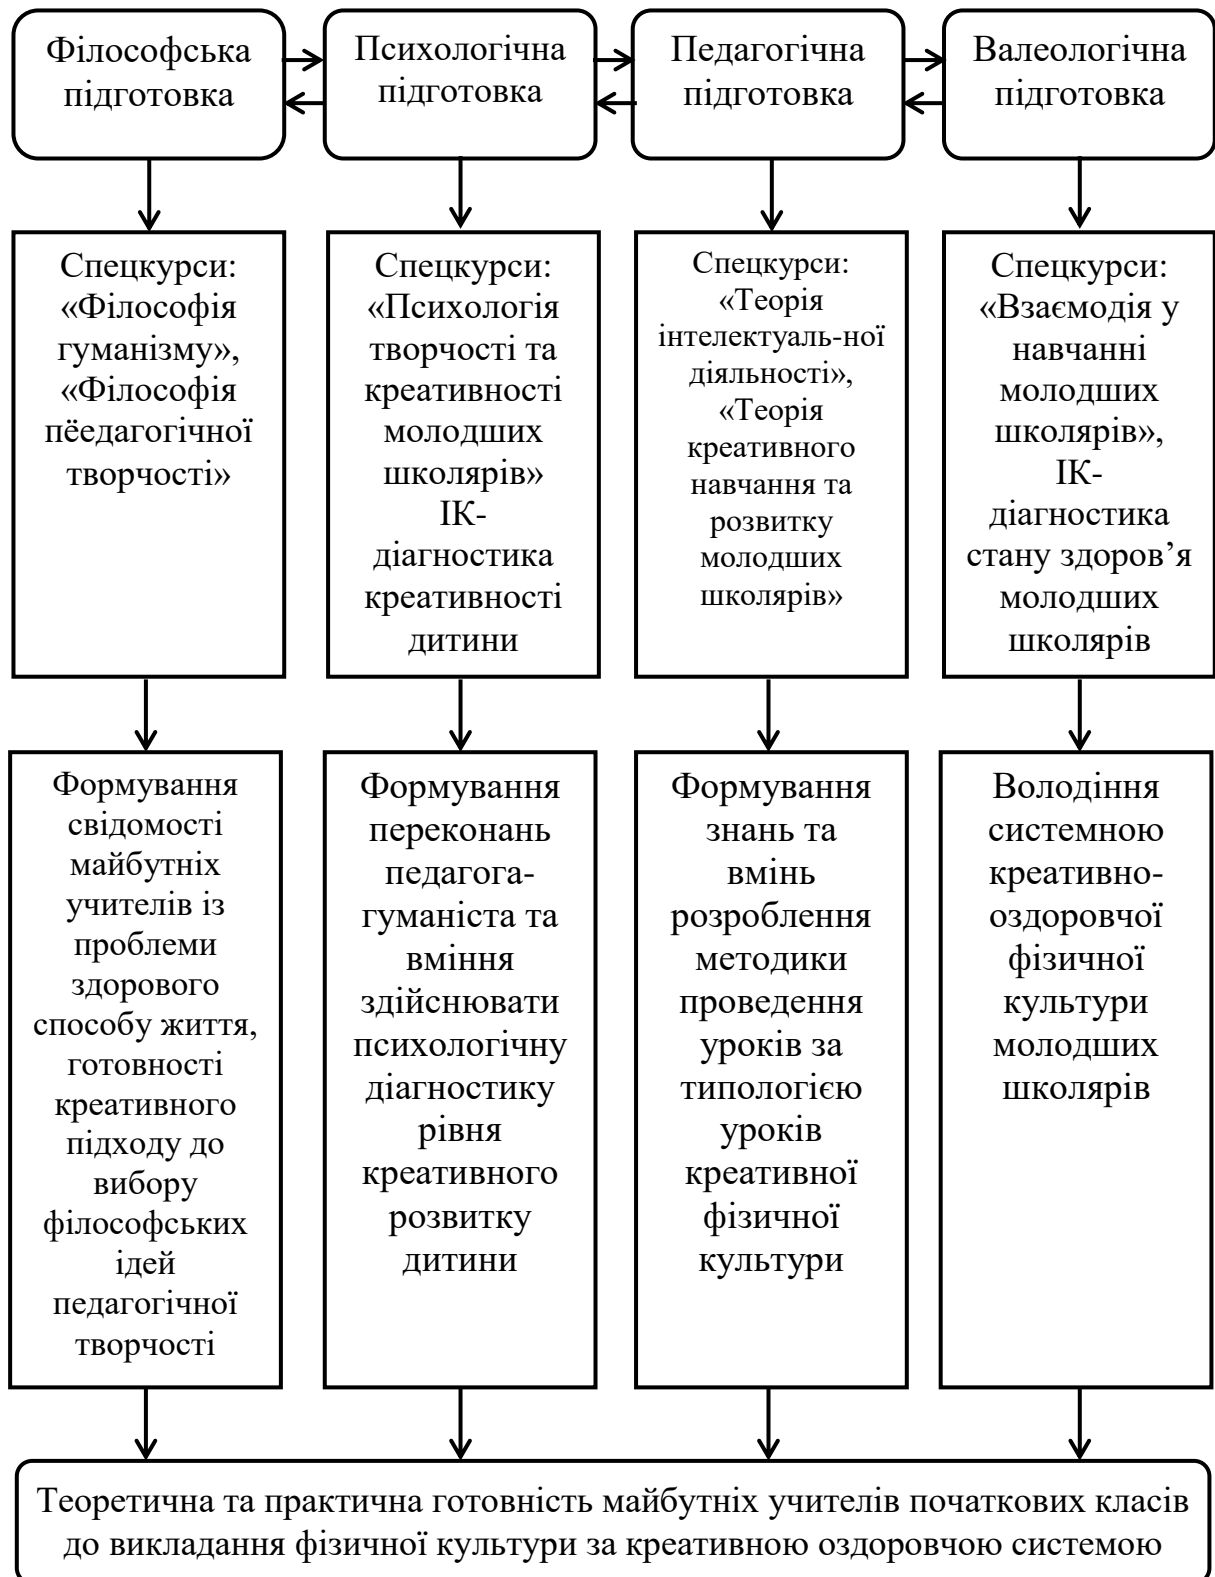 Філософська
підготовка
Психологічна
підготовка
Педагогічна
підготовка
Валеологічна
підготовка
Спецкурси:
«Філософія
гуманізму»,
«Філософія
пёедагогічної
творчості»
Спецкурси:
«Психологія
творчості та
креативності
молодших
школярів»
ІК-
діагностика
креативності
дитини
Спецкурси:
«Теорія
інтелектуаль-ної
діяльності»,
«Теорія
креативного
навчання та
розвитку
молодших
школярів»
Спецкурси:
«Взаємодія у
навчанні
молодших
школярів»,
ІК-
діагностика
стану здоров’я
молодших
школярів
Формування
свідомості
майбутніх
учителів із
проблеми
здорового
способу життя,
готовності
креативного
підходу до
вибору
філософських
ідей
педагогічної
творчості
Формування
переконань
педагога-
гуманіста та
вміння
здійснювати
психологічну
діагностику
рівня
креативного
розвитку
дитини
Формування
знань та
вмінь
розроблення
методики
проведення
уроків за
типологією
уроків
креативної
фізичної
культури
Володіння
системною
креативно-
оздоровчої
фізичної
культури
молодших
школярів
Теоретична та практична готовність майбутніх учителів початкових класів
до викладання фізичної культури за креативною оздоровчою системою